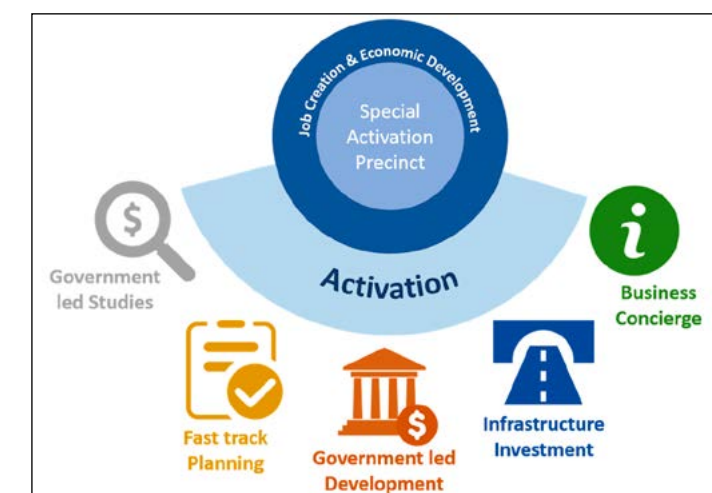 Job Creation & Economic Development
Special
Activation
Precinct
Activation
$
Government
led Studies
Fast track
Planning
$
Government led
Development
Infrastructure
Investment
i
Business
Concierge